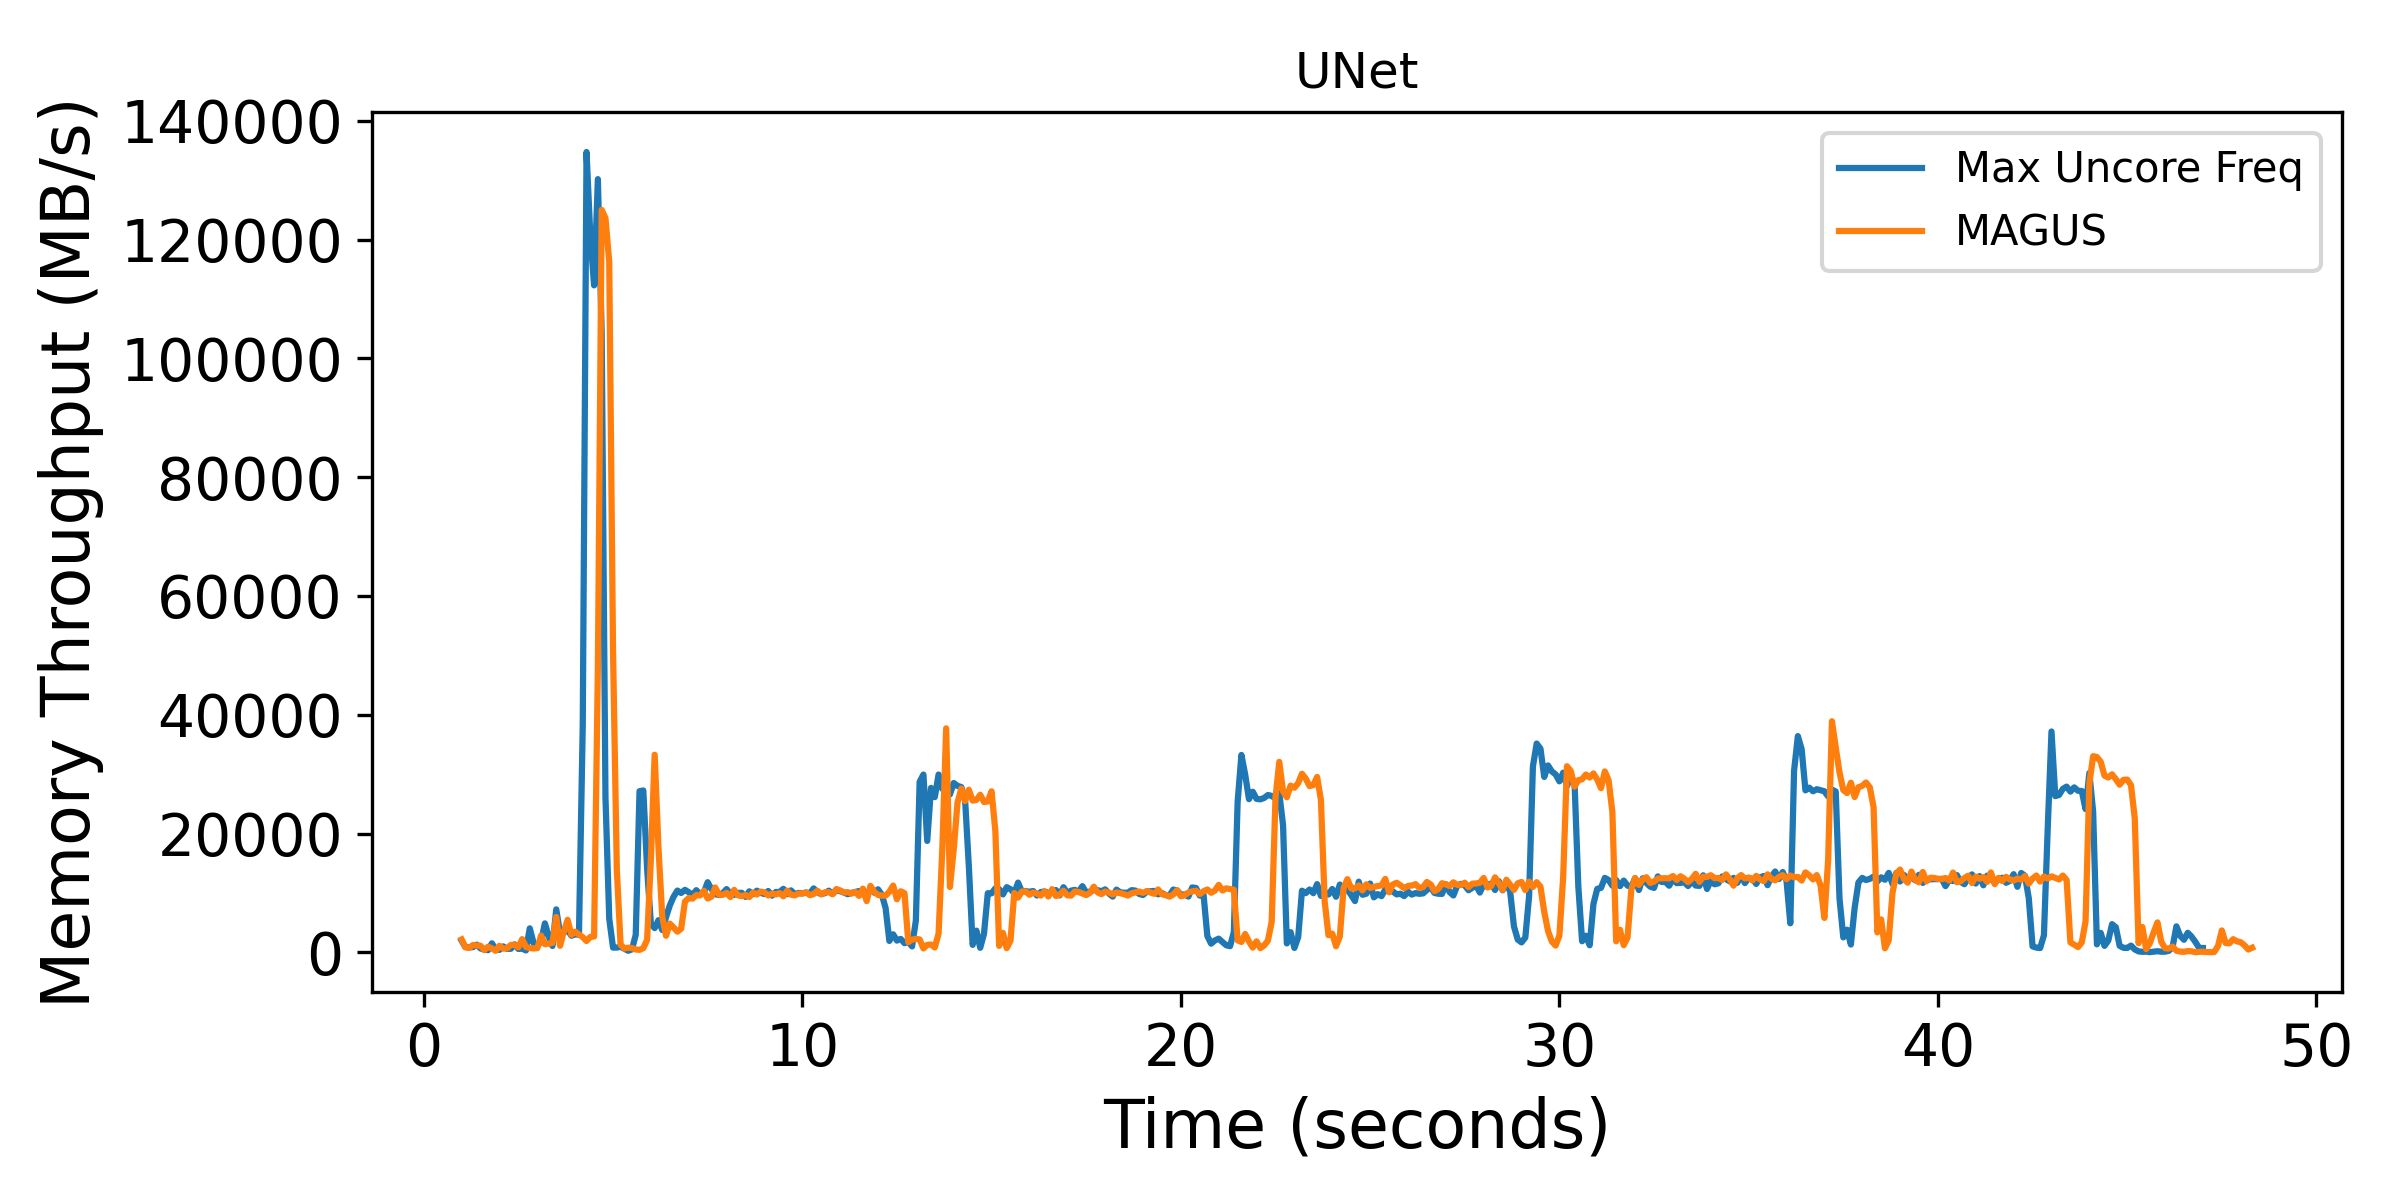 UNet
Memory Throughput (MB/s)
140000
120000
100000
80000
60000
40000
20000
0
Max Uncore Freq
MAGUS
0 10 20 30 40 50
Time (seconds)